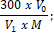 300 x V₀
V₁ x M ;